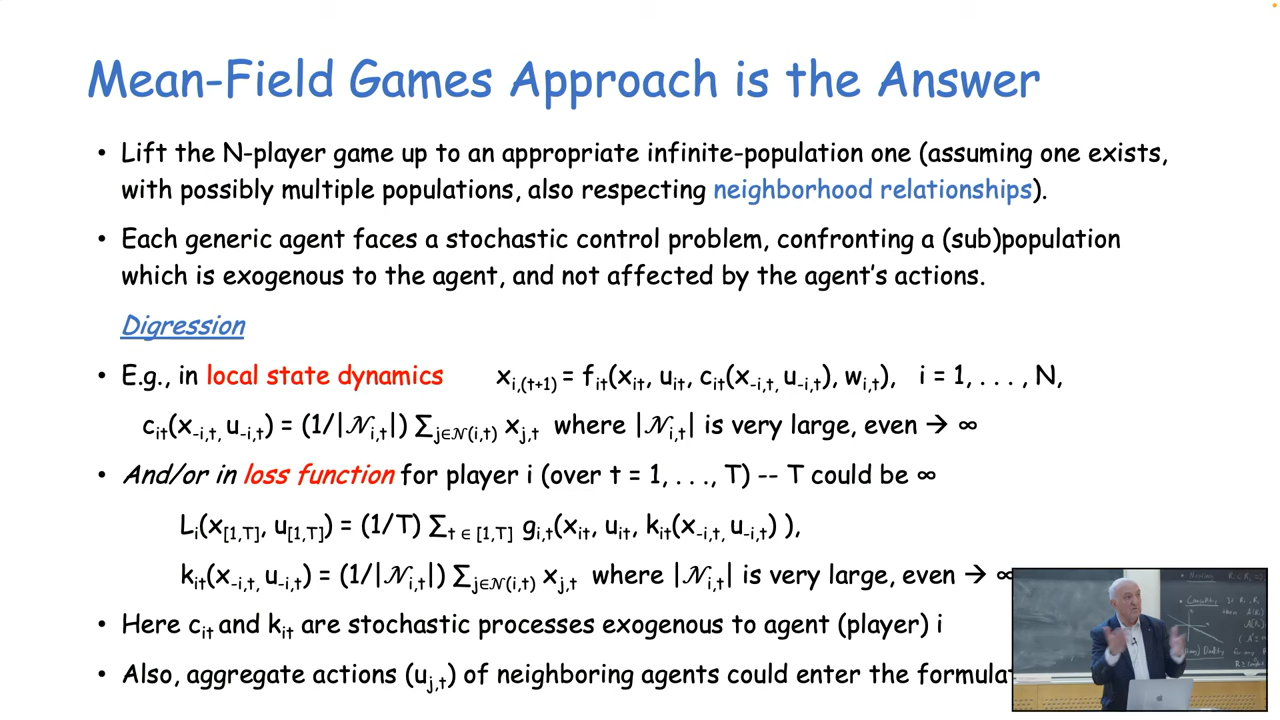 Mean-Field Games Approach is the Answer
• Lift the N-player game up to an appropriate infinite-population one (assuming one exists,
with possibly multiple populations, also respecting neighborhood relationships).
• Each generic agent faces a stochastic control problem, confronting a (sub)population
which is exogenous to the agent, and not affected by the agent's actions.
Digression
• E.g., in local state dynamics x_{i,(t+1)} = f_{it}(x_{it}, u_{it}, c_{it}(x_{-i,t}, u_{-i,t}), w_{i,t}), i = 1, . . . , N,
c_{it}(x_{-i,t}, u_{-i,t}) = (1/|𝒩_{i,t}|) ∑_{j∈𝒩(i,t)} x_{j,t} where |𝒩_{i,t}| is very large, even → ∞
• And/or in loss function for player i (over t = 1, . . ., T) -- T could be ∞
L_i(x_{[1,T]}, u_{[1,T]}) = (1/T) ∑_{t ∈ [1,T]} g_{i,t}(x_{it}, u_{it}, k_{it}(x_{-i,t}, u_{-i,t}) ),
k_{it}(x_{-i,t}, u_{-i,t}) = (1/|𝒩_{i,t}|) ∑_{j∈𝒩(i,t)} x_{j,t} where |𝒩_{i,t}| is very large, even → ∞
• Here c_{it} and k_{it} are stochastic processes exogenous to agent (player) i
• Also, aggregate actions (u_{j,t}) of neighboring agents could enter the formulat